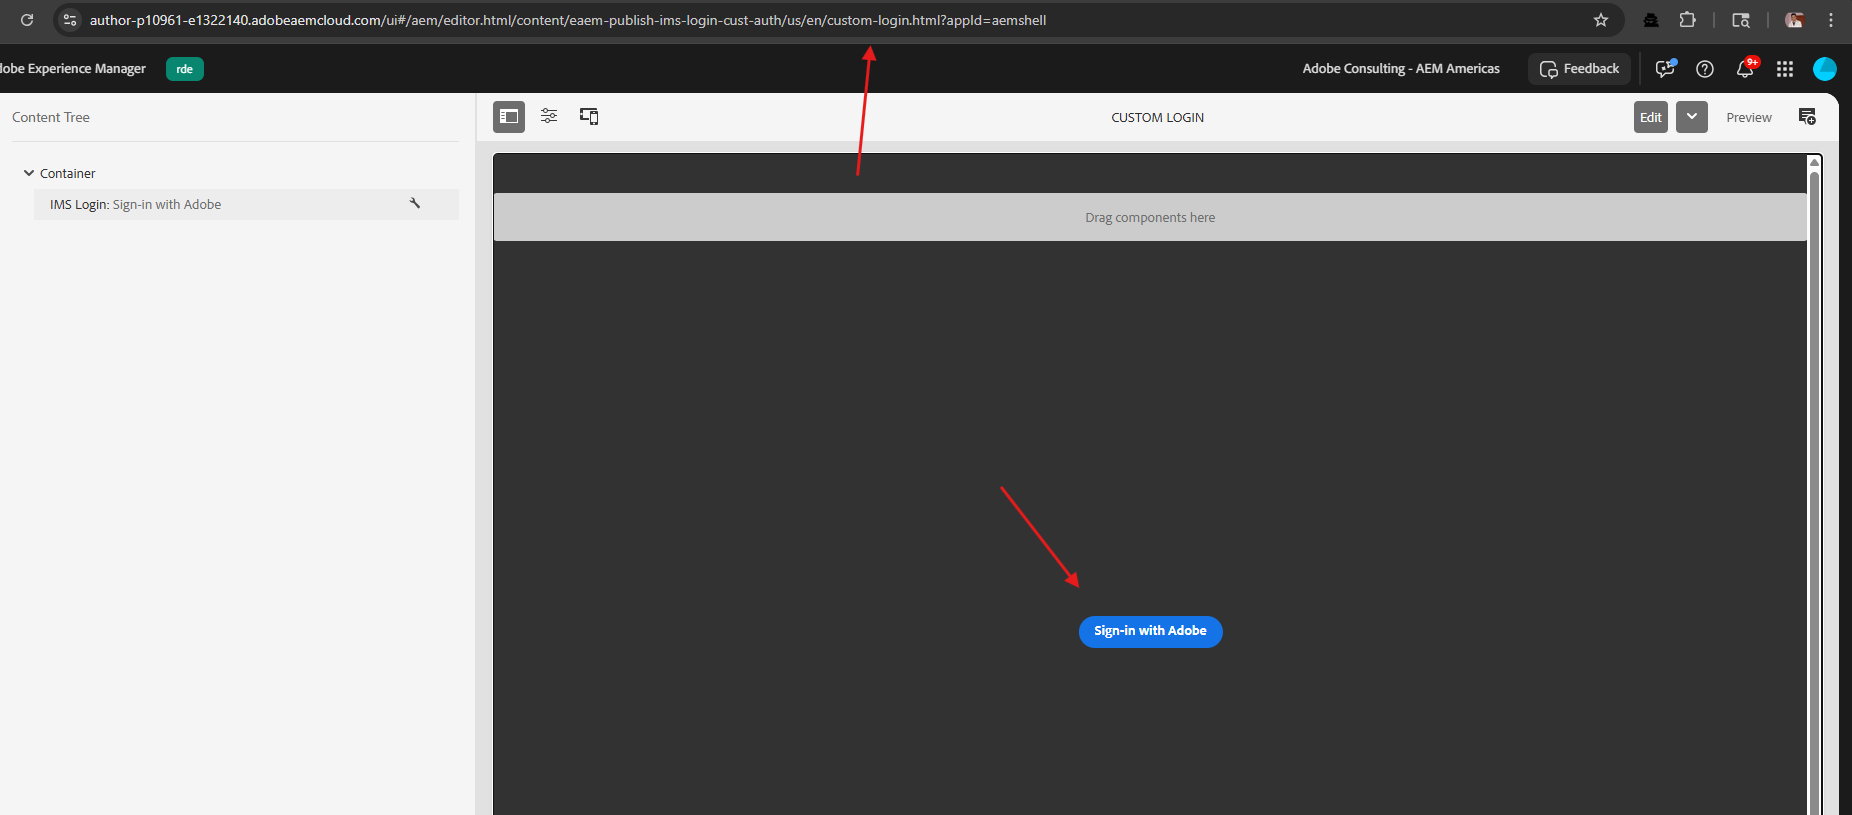 author-p10961-e1322140.adobeaemcloud.com/ui#/aem/editor.html/content/eaem-publish-ims-login-cust-auth/us/en/custom-login.html?appId=aemshell
dobe Experience Manager
rde
Adobe Consulting - AEM Americas
Feedback
9+
Content Tree
CUSTOM LOGIN
Edit
Preview
Container
IMS Login: Sign-in with Adobe
Drag components here
Sign-in with Adobe